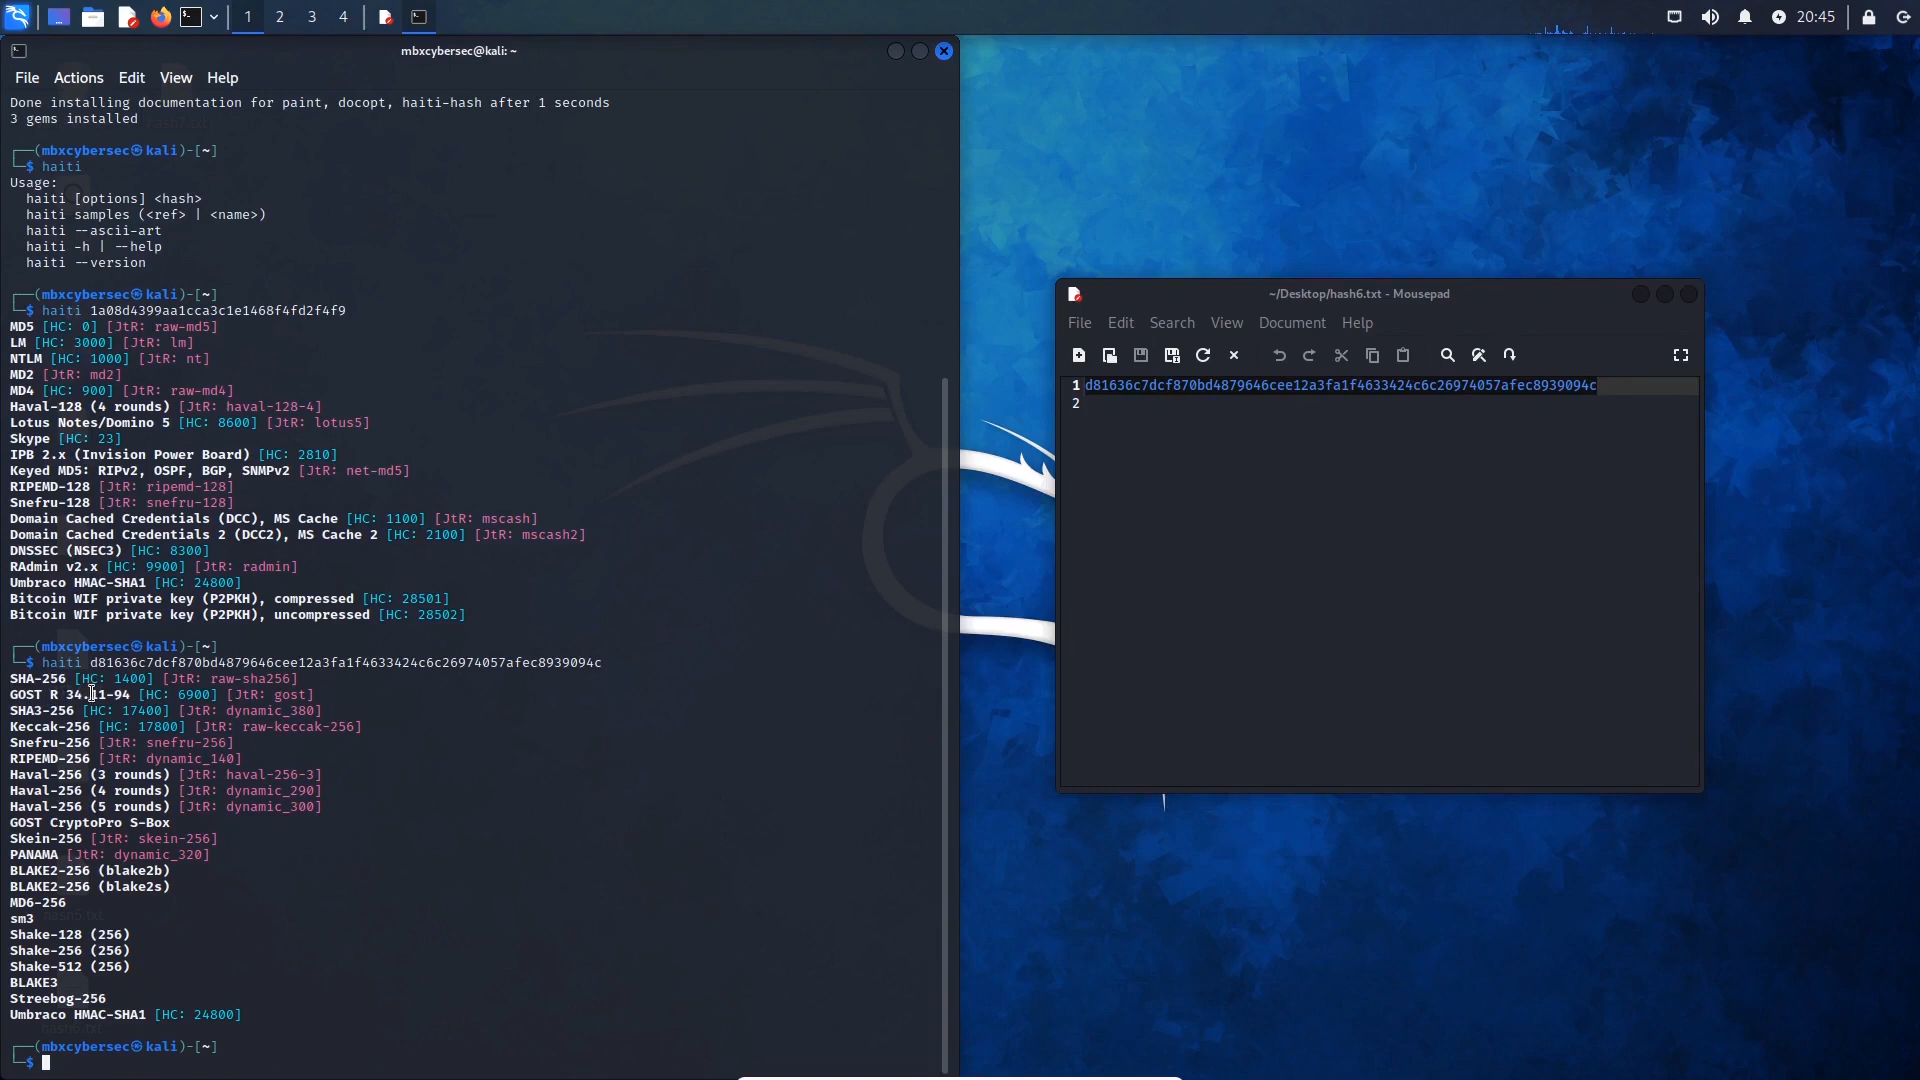 1 2 3 4
20:45
mbxcybersec@kali: ~
File Actions Edit View Help
Done installing documentation for paint, docopt, haiti-hash after 1 seconds
3 gems installed
┌──(mbxcybersec㉿kali)-[~]
└─$ haiti
Usage:
haiti [options] <hash>
haiti samples (<ref> | <name>)
haiti --ascii-art
haiti -h | --help
haiti --version
┌──(mbxcybersec㉿kali)-[~]
└─$ haiti 1a08d4399aa1cca3c1e1468f4fd2f4f9
MD5 [HC: 0] [JtR: raw-md5]
LM [HC: 3000] [JtR: lm]
NTLM [HC: 1000] [JtR: nt]
MD2 [JtR: md2]
MD4 [HC: 900] [JtR: raw-md4]
Haval-128 (4 rounds) [JtR: haval-128-4]
Lotus Notes/Domino 5 [HC: 8600] [JtR: lotus5]
Skype [HC: 23]
IPB 2.x (Invision Power Board) [HC: 2810]
Keyed MD5: RIPv2, OSPF, BGP, SNMPv2 [JtR: net-md5]
RIPEMD-128 [JtR: ripemd-128]
Snefru-128 [JtR: snefru-128]
Domain Cached Credentials (DCC), MS Cache [HC: 1100] [JtR: mscash]
Domain Cached Credentials 2 (DCC2), MS Cache 2 [HC: 2100] [JtR: mscash2]
DNSSEC (NSEC3) [HC: 8300]
RAdmin v2.x [HC: 9900] [JtR: radmin]
Umbraco HMAC-SHA1 [HC: 24800]
Bitcoin WIF private key (P2PKH), compressed [HC: 28501]
Bitcoin WIF private key (P2PKH), uncompressed [HC: 28502]
┌──(mbxcybersec㉿kali)-[~]
└─$ haiti d81636c7dcf870bd4879646cee12a3fa1f4633424c6c26974057afec8939094c
SHA-256 [HC: 1400] [JtR: raw-sha256]
GOST R 34.11-94 [HC: 6900] [JtR: gost]
SHA3-256 [HC: 17400] [JtR: dynamic_380]
Keccak-256 [HC: 17800] [JtR: raw-keccak-256]
Snefru-256 [JtR: snefru-256]
RIPEMD-256 [JtR: dynamic_140]
Haval-256 (3 rounds) [JtR: haval-256-3]
Haval-256 (4 rounds) [JtR: dynamic_290]
Haval-256 (5 rounds) [JtR: dynamic_300]
GOST CryptoPro S-Box
Skein-256 [JtR: skein-256]
PANAMA [JtR: dynamic_320]
BLAKE2-256 (blake2b)
BLAKE2-256 (blake2s)
MD6-256
sm3
Shake-128 (256)
Shake-256 (256)
Shake-512 (256)
BLAKE3
Streebog-256
Umbraco HMAC-SHA1 [HC: 24800]
┌──(mbxcybersec㉿kali)-[~]
└─$
~/Desktop/hash6.txt - Mousepad
File Edit Search View Document Help
1 d81636c7dcf870bd4879646cee12a3fa1f4633424c6c26974057afec8939094c
2
hash5.txt
hash6.txt